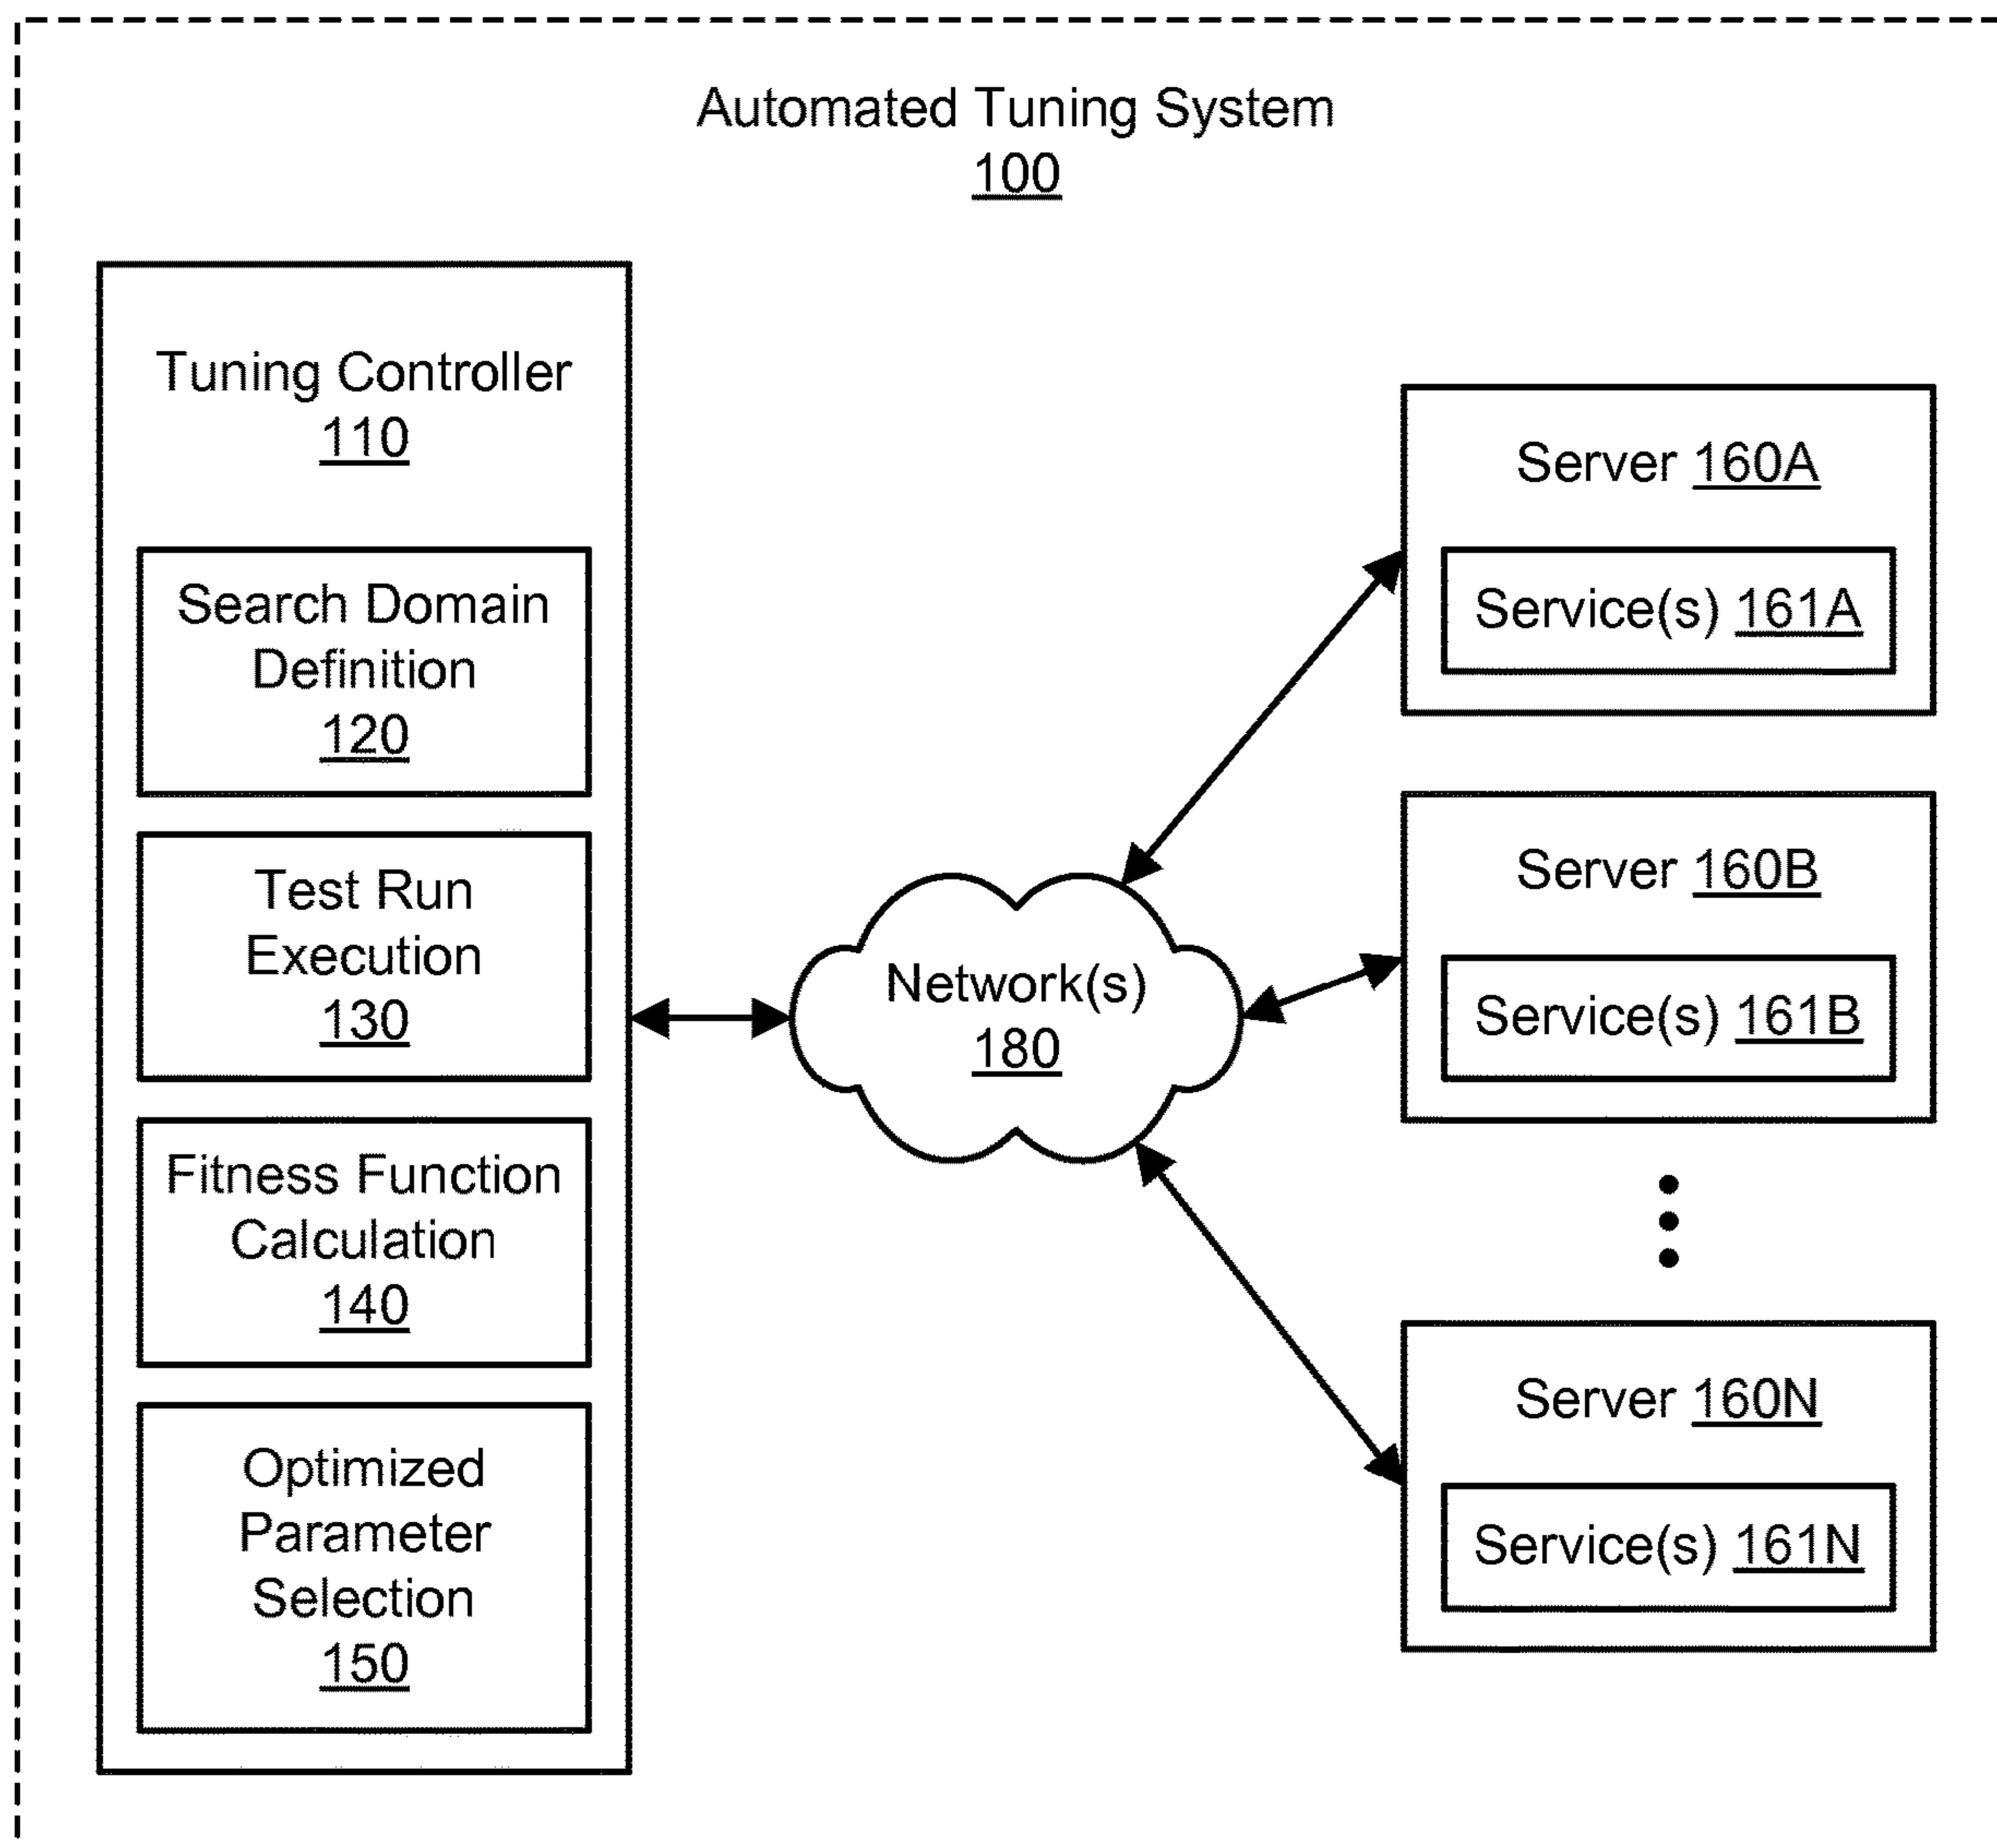 Automated Tuning System
100
Tuning Controller
110
Search Domain
Definition
120
Test Run
Execution
130
Fitness Function
Calculation
140
Optimized
Parameter
Selection
150
Network(s)
180
Server 160A
Service(s) 161A
Server 160B
Service(s) 161B
Server 160N
Service(s) 161N